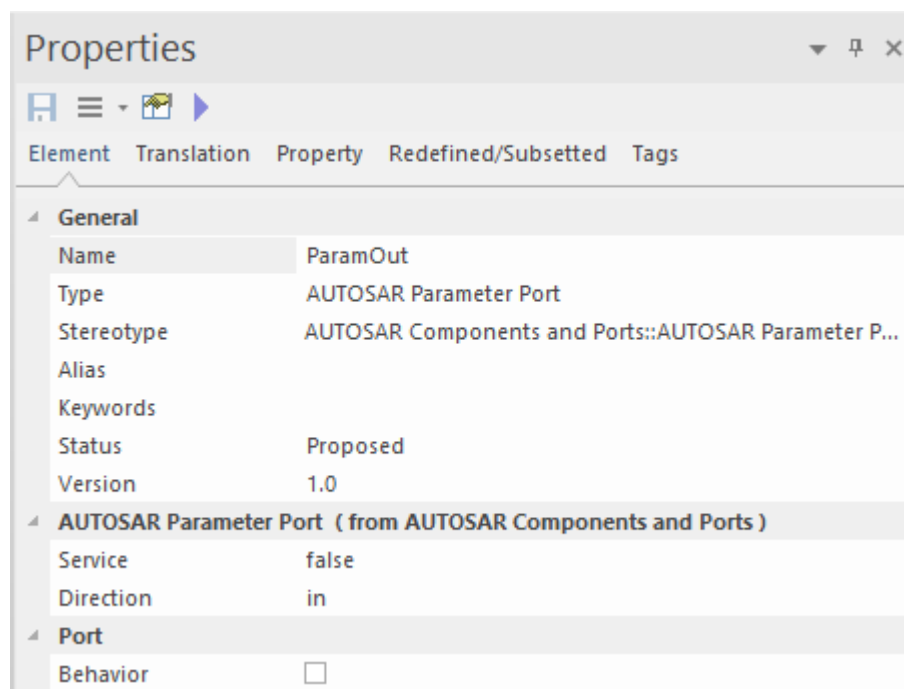 Properties
Element Translation Property Redefined/Subsetted Tags
General
Name ParamOut
Type AUTOSAR Parameter Port
Stereotype AUTOSAR Components and Ports::AUTOSAR Parameter P...
Alias
Keywords
Status Proposed
Version 1.0
AUTOSAR Parameter Port ( from AUTOSAR Components and Ports )
Service false
Direction in
Port
Behavior